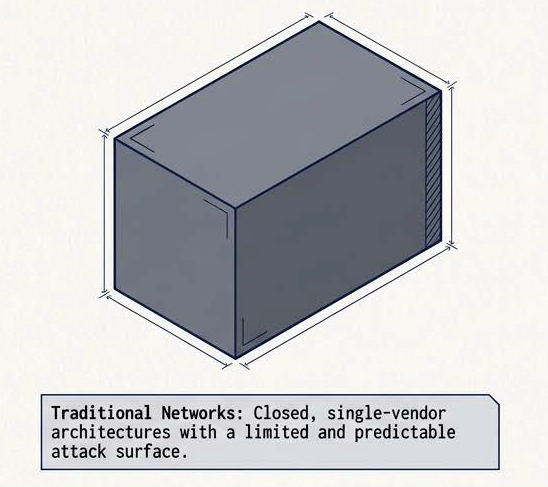 Traditional Networks: Closed, single-vendor
architectures with a limited and predictable
attack surface.